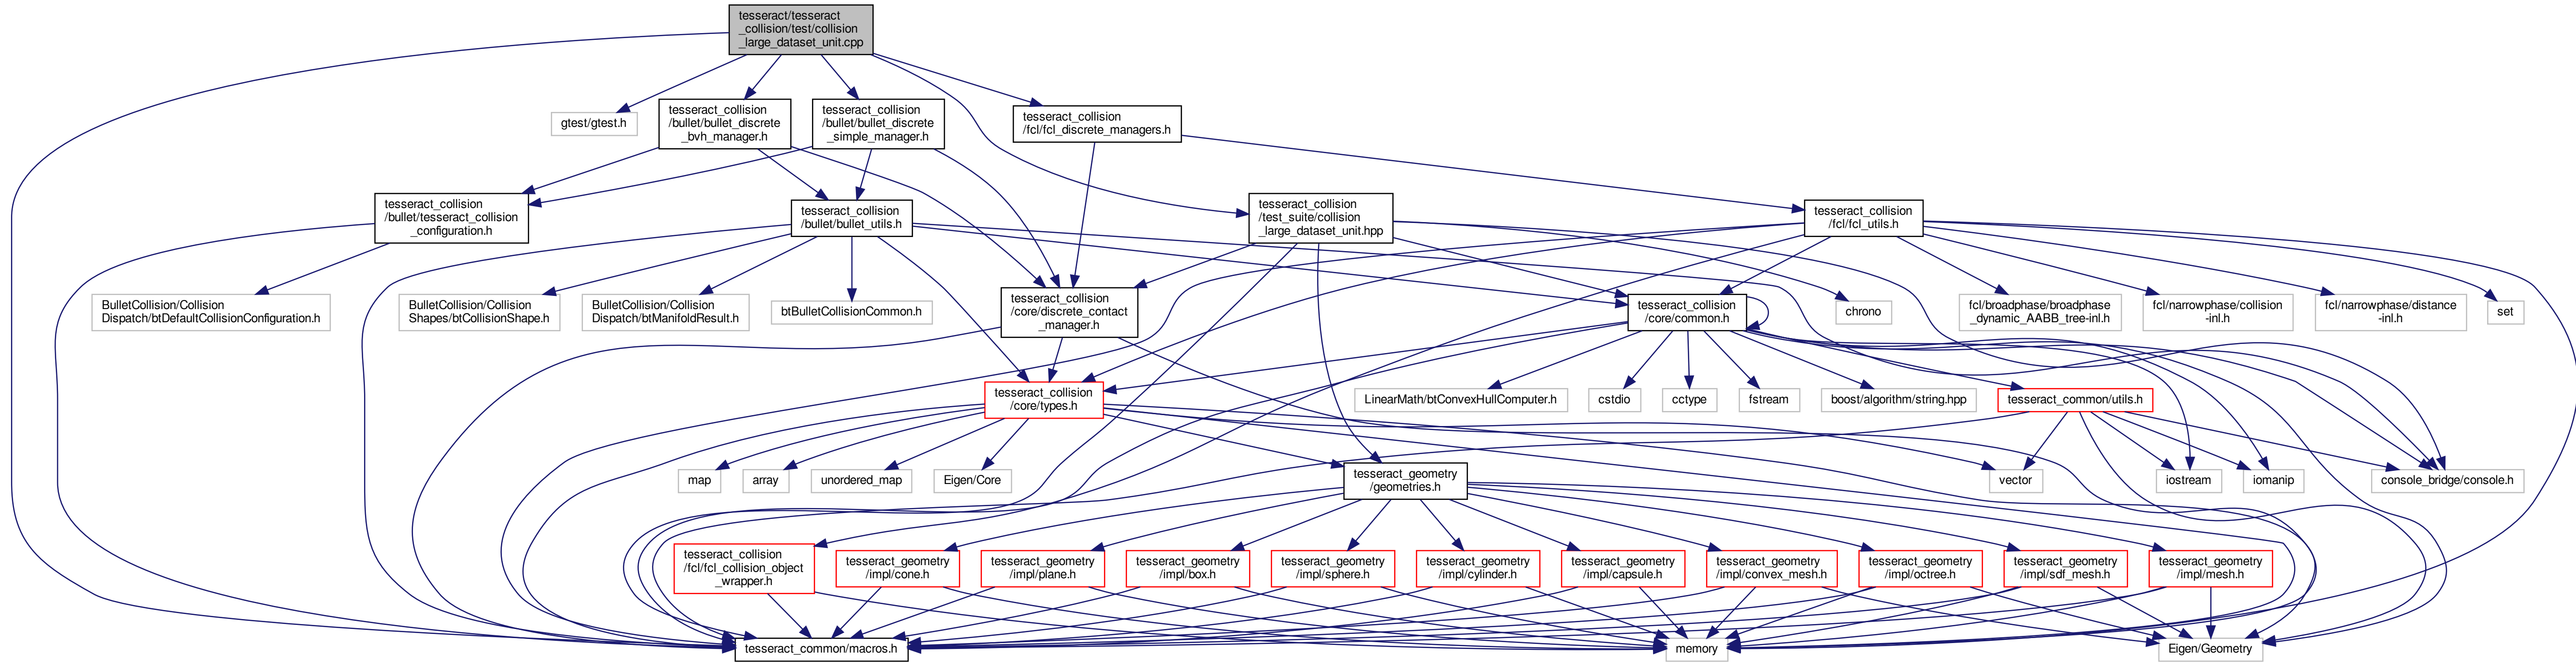 tesseract/tesseract
_collision/test/collision
_large_dataset_unit.cpp
gtest/gtest.h
tesseract_collision
/bullet/bullet_discrete
_bvh_manager.h
tesseract_collision
/bullet/bullet_discrete
_simple_manager.h
tesseract_collision
/fcl/fcl_discrete_managers.h
tesseract_collision
/bullet/tesseract_collision
_configuration.h
tesseract_collision
/bullet/bullet_utils.h
tesseract_collision
/test_suite/collision
_large_dataset_unit.hpp
tesseract_collision
/fcl/fcl_utils.h
BulletCollision/Collision
Dispatch/btDefaultCollisionConfiguration.h
BulletCollision/Collision
Shapes/btCollisionShape.h
BulletCollision/Collision
Dispatch/btManifoldResult.h
btBulletCollisionCommon.h
tesseract_collision
/core/discrete_contact
_manager.h
tesseract_collision
/core/common.h
chrono
fcl/broadphase/broadphase
_dynamic_AABB_tree-inl.h
fcl/narrowphase/collision
-inl.h
fcl/narrowphase/distance
-inl.h
set
tesseract_collision
/core/types.h
LinearMath/btConvexHullComputer.h
cstdio
cctype
fstream
boost/algorithm/string.hpp
tesseract_common/utils.h
map
array
unordered_map
Eigen/Core
tesseract_geometry
/geometries.h
vector
iostream
iomanip
console_bridge/console.h
tesseract_collision
/fcl/fcl_collision_object
_wrapper.h
tesseract_geometry
/impl/cone.h
tesseract_geometry
/impl/plane.h
tesseract_geometry
/impl/box.h
tesseract_geometry
/impl/sphere.h
tesseract_geometry
/impl/cylinder.h
tesseract_geometry
/impl/capsule.h
tesseract_geometry
/impl/convex_mesh.h
tesseract_geometry
/impl/octree.h
tesseract_geometry
/impl/sdf_mesh.h
tesseract_geometry
/impl/mesh.h
tesseract_common/macros.h
memory
Eigen/Geometry